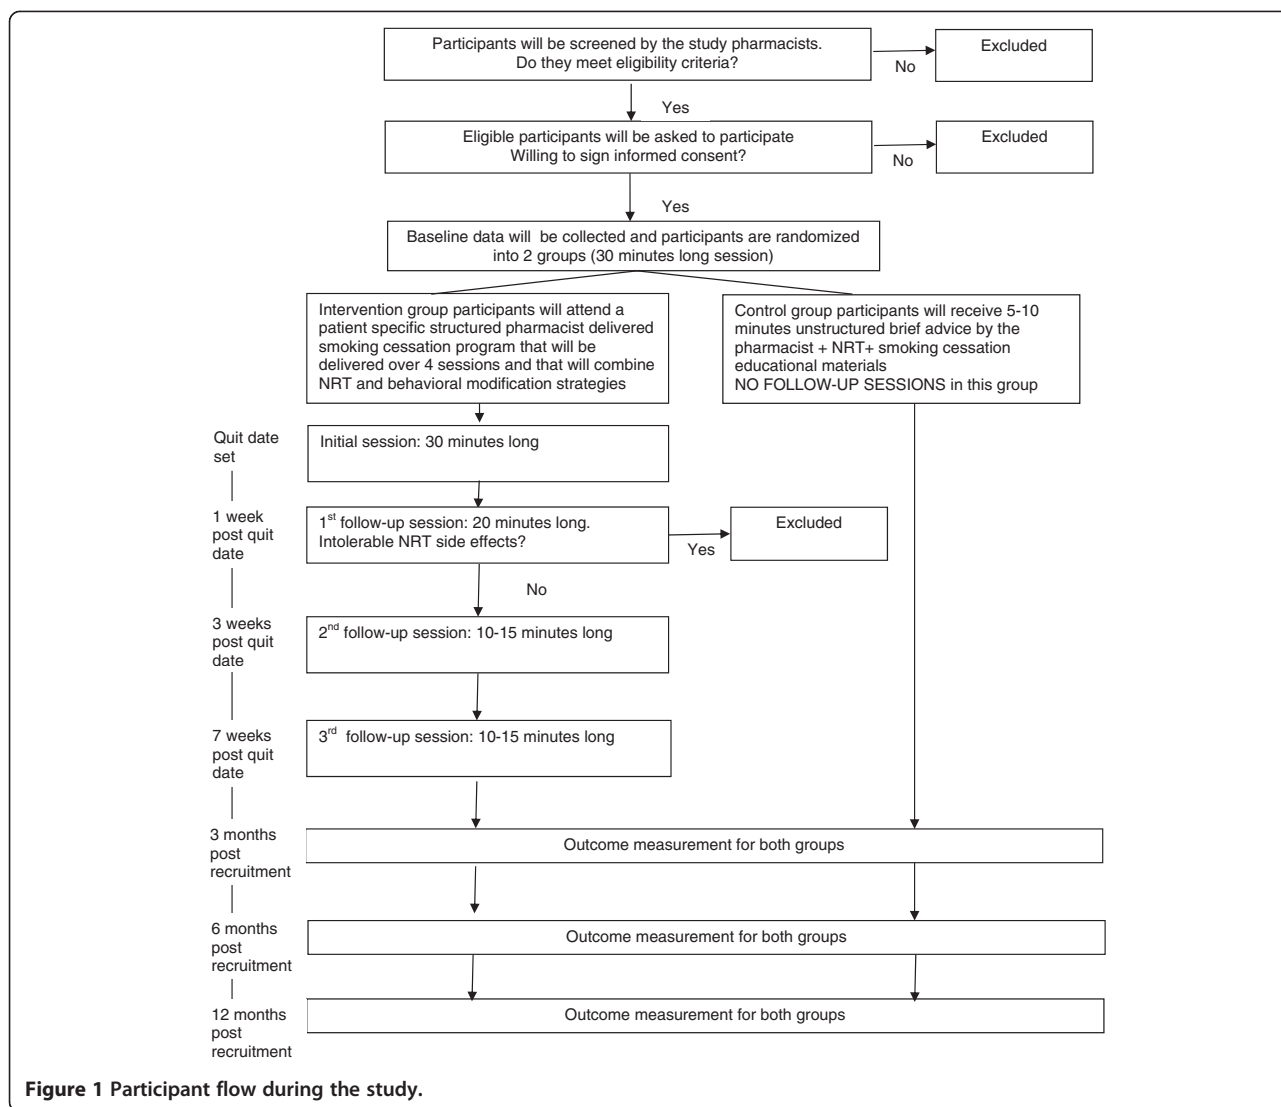 Participants will be screened by the study pharmacists.
Do they meet eligibility criteria?
No
Excluded
Yes
Eligible participants will be asked to participate
Willing to sign informed consent?
No
Excluded
Yes
Baseline data will be collected and participants are randomized
into 2 groups (30 minutes long session)
Intervention group participants will attend a
patient specific structured pharmacist delivered
smoking cessation program that will be
delivered over 4 sessions and that will combine
NRT and behavioral modification strategies
Control group participants will receive 5-10
minutes unstructured brief advice by the
pharmacist + NRT+ smoking cessation
educational materials
NO FOLLOW-UP SESSIONS in this group
Quit date
set
Initial session: 30 minutes long
1 week
post quit
date
1st follow-up session: 20 minutes long.
Intolerable NRT side effects?
Yes
Excluded
No
3 weeks
post quit
date
2nd follow-up session: 10-15 minutes long
7 weeks
post quit
date
3rd follow-up session: 10-15 minutes long
3 months
post
recruitment
Outcome measurement for both groups
6 months
post
recruitment
Outcome measurement for both groups
12 months
post
recruitment
Outcome measurement for both groups
Figure 1 Participant flow during the study.